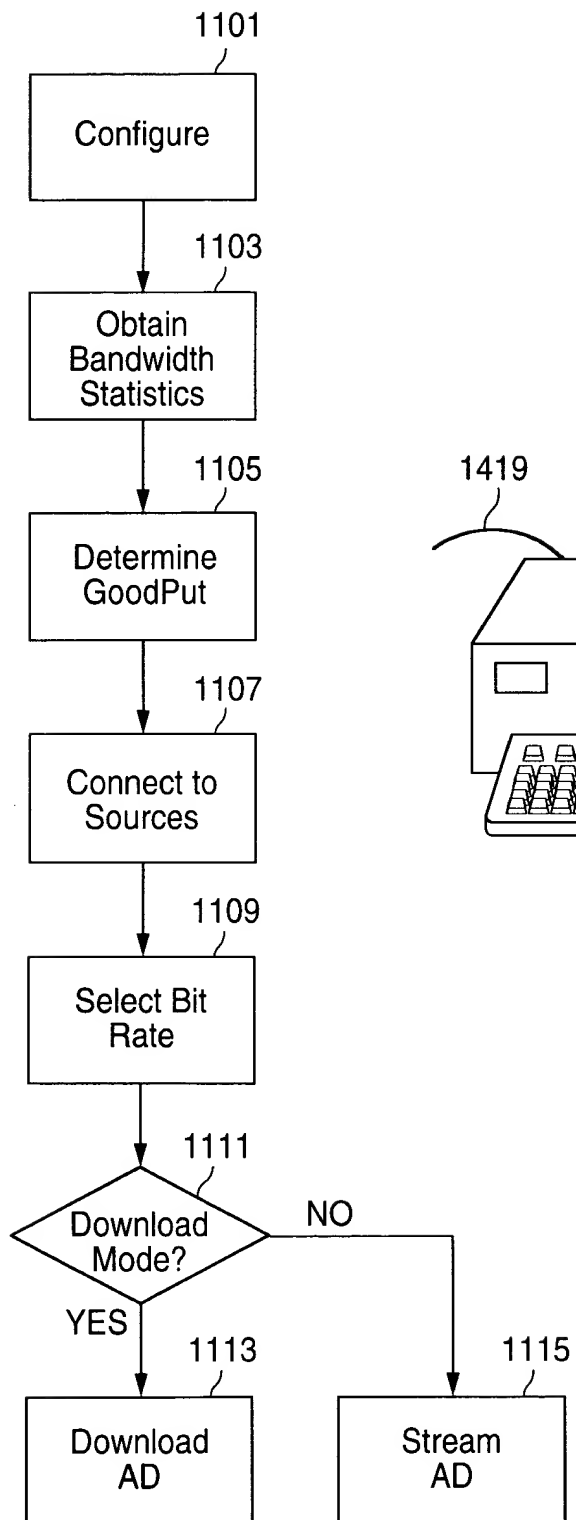 1101
Configure
1103
Obtain
Bandwidth
Statistics
1105
Determine
GoodPut
1419
1107
Connect to
Sources
1109
Select Bit
Rate
1111
Download
Mode?
NO
YES
1113
Download
AD
1115
Stream
AD